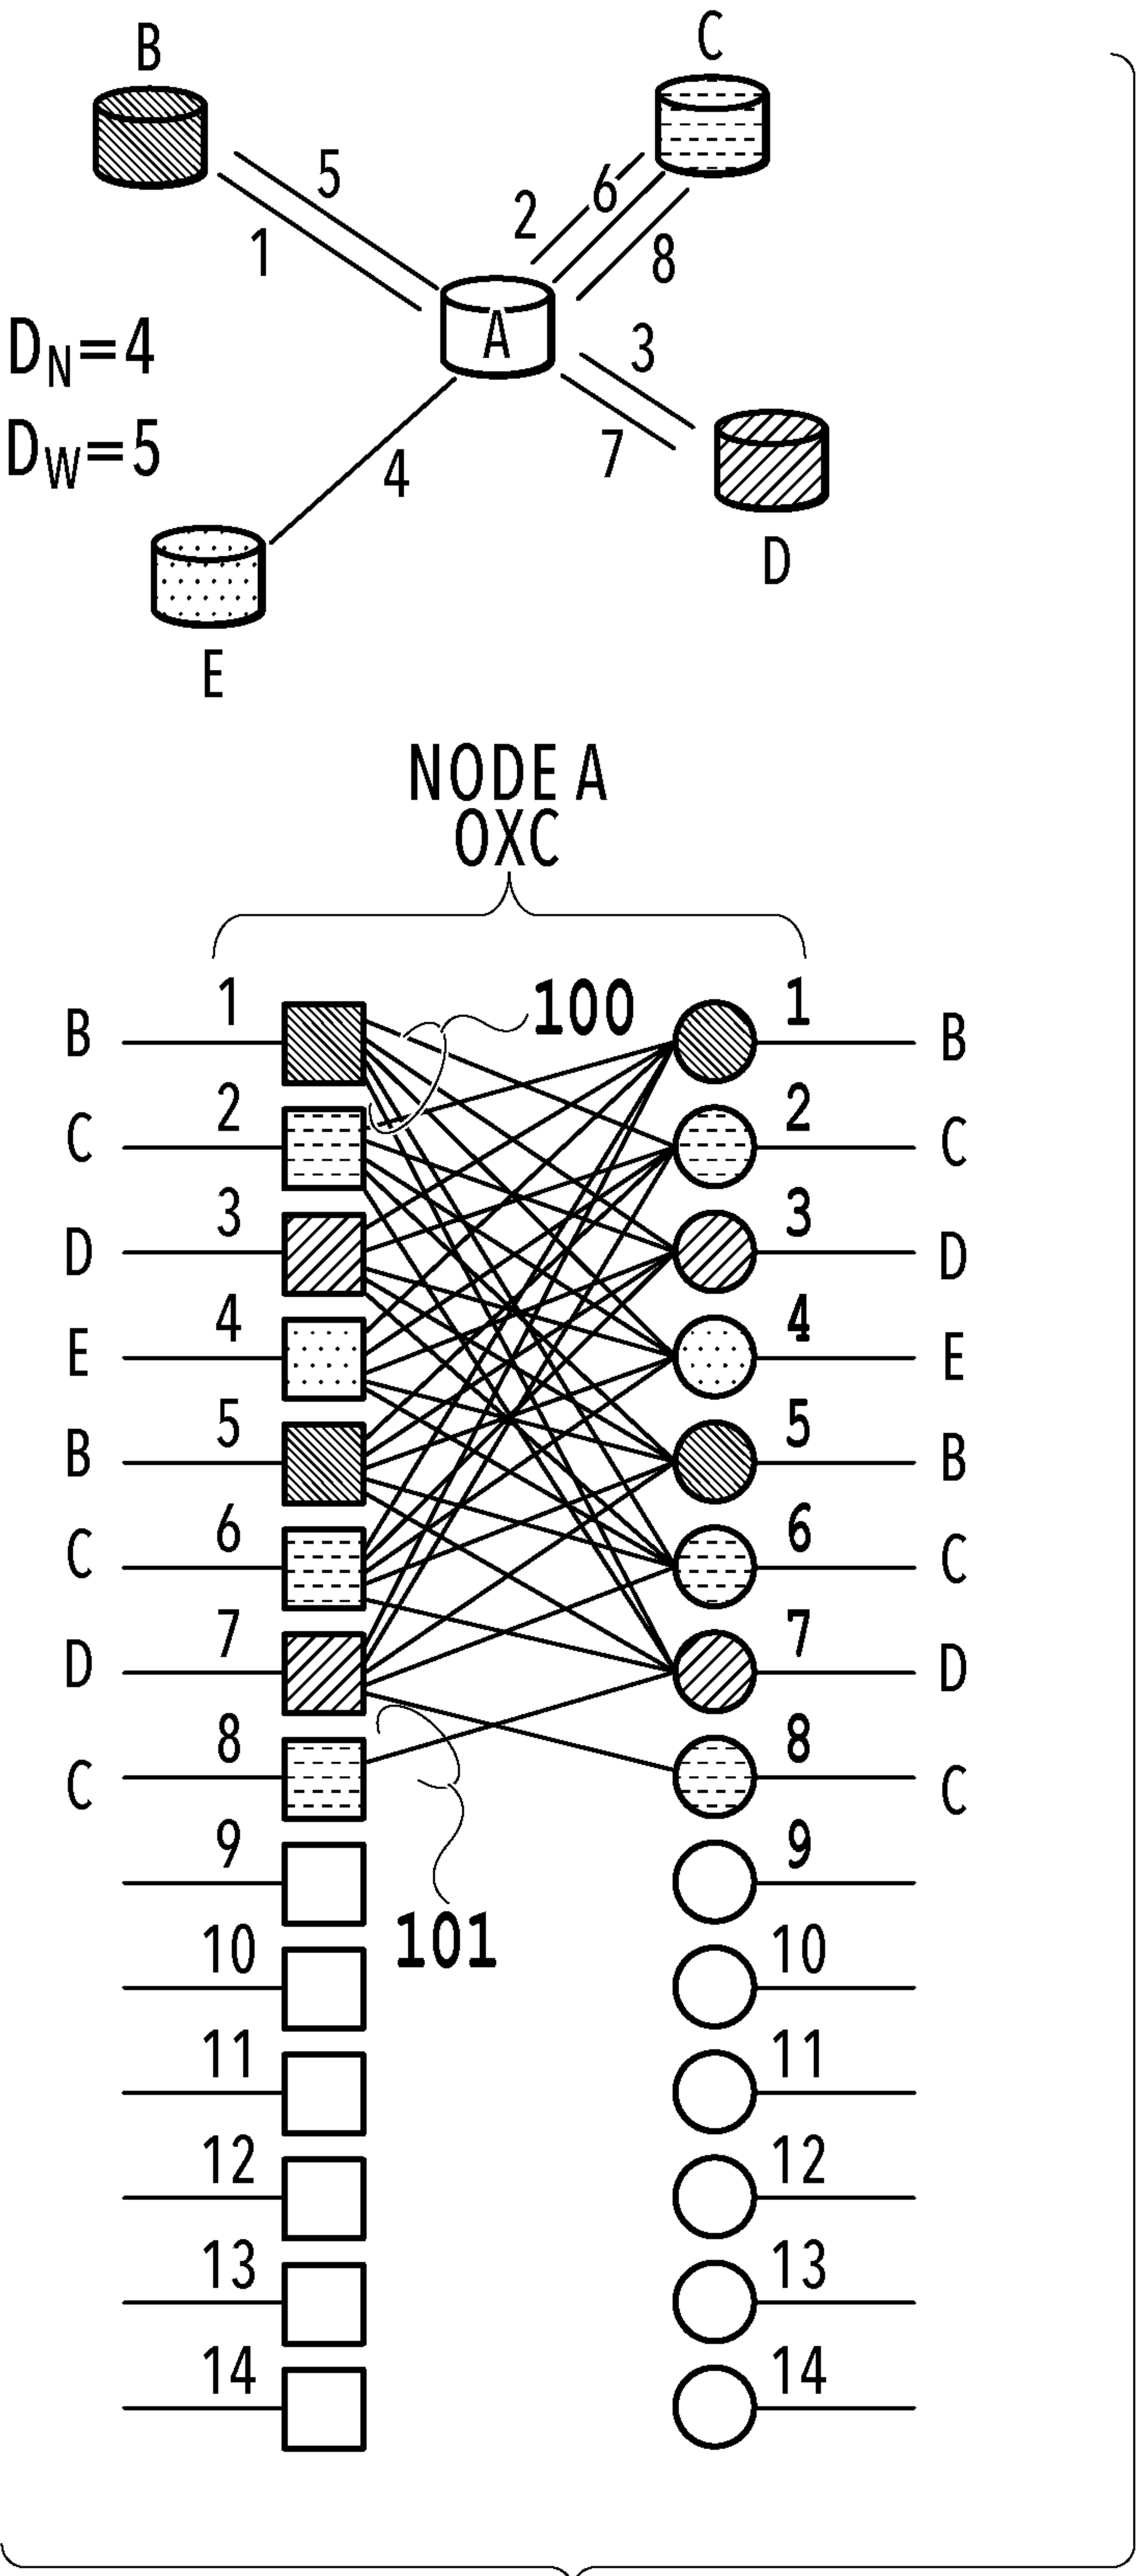 B
C
5
2
6
1
8
A
3
D_N=4
D_W=5
7
4
D
E
NODE A
OXC
B 1 100 1 B
C 2 2 C
D 3 3 D
E 4 4 E
B 5 5 B
C 6 6 C
D 7 7 D
C 8 8 C
9 9
101
10 10
11 11
12 12
13 13
14 14